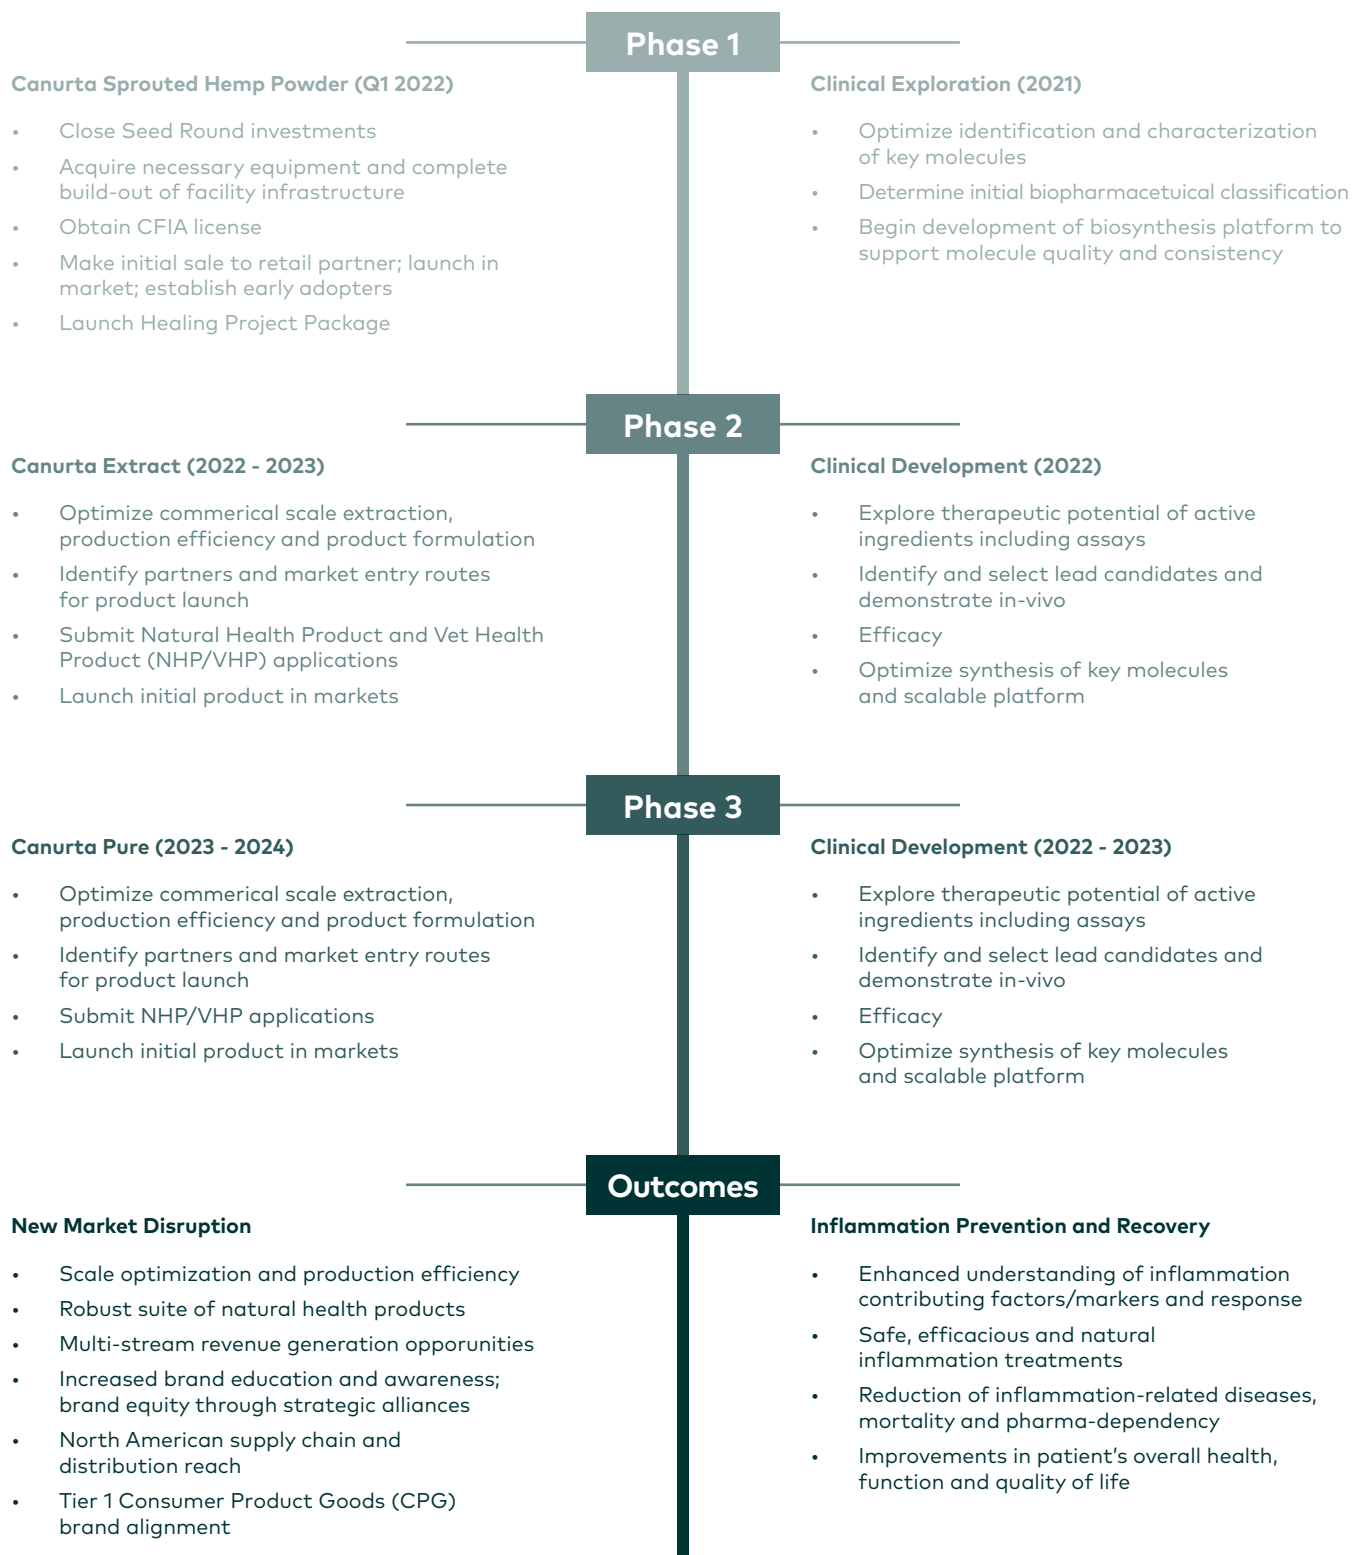 Phase 1
Canurta Sprouted Hemp Powder (Q1 2022)
• Close Seed Round investments
• Acquire necessary equipment and complete
build-out of facility infrastructure
• Obtain CFIA license
• Make initial sale to retail partner; launch in
market; establish early adopters
• Launch Healing Project Package
Clinical Exploration (2021)
• Optimize identification and characterization
of key molecules
• Determine initial biopharmacetuical classification
• Begin development of biosynthesis platform to
support molecule quality and consistency
Phase 2
Canurta Extract (2022 - 2023)
• Optimize commerical scale extraction,
production efficiency and product formulation
• Identify partners and market entry routes
for product launch
• Submit Natural Health Product and Vet Health
Product (NHP/VHP) applications
• Launch initial product in markets
Clinical Development (2022)
• Explore therapeutic potential of active
ingredients including assays
• Identify and select lead candidates and
demonstrate in-vivo
• Efficacy
• Optimize synthesis of key molecules
and scalable platform
Phase 3
Canurta Pure (2023 - 2024)
• Optimize commerical scale extraction,
production efficiency and product formulation
• Identify partners and market entry routes
for product launch
• Submit NHP/VHP applications
• Launch initial product in markets
Clinical Development (2022 - 2023)
• Explore therapeutic potential of active
ingredients including assays
• Identify and select lead candidates and
demonstrate in-vivo
• Efficacy
• Optimize synthesis of key molecules
and scalable platform
Outcomes
New Market Disruption
• Scale optimization and production efficiency
• Robust suite of natural health products
• Multi-stream revenue generation opporunities
• Increased brand education and awareness;
brand equity through strategic alliances
• North American supply chain and
distribution reach
• Tier 1 Consumer Product Goods (CPG)
brand alignment
Inflammation Prevention and Recovery
• Enhanced understanding of inflammation
contributing factors/markers and response
• Safe, efficacious and natural
inflammation treatments
• Reduction of inflammation-related diseases,
mortality and pharma-dependency
• Improvements in patient’s overall health,
function and quality of life